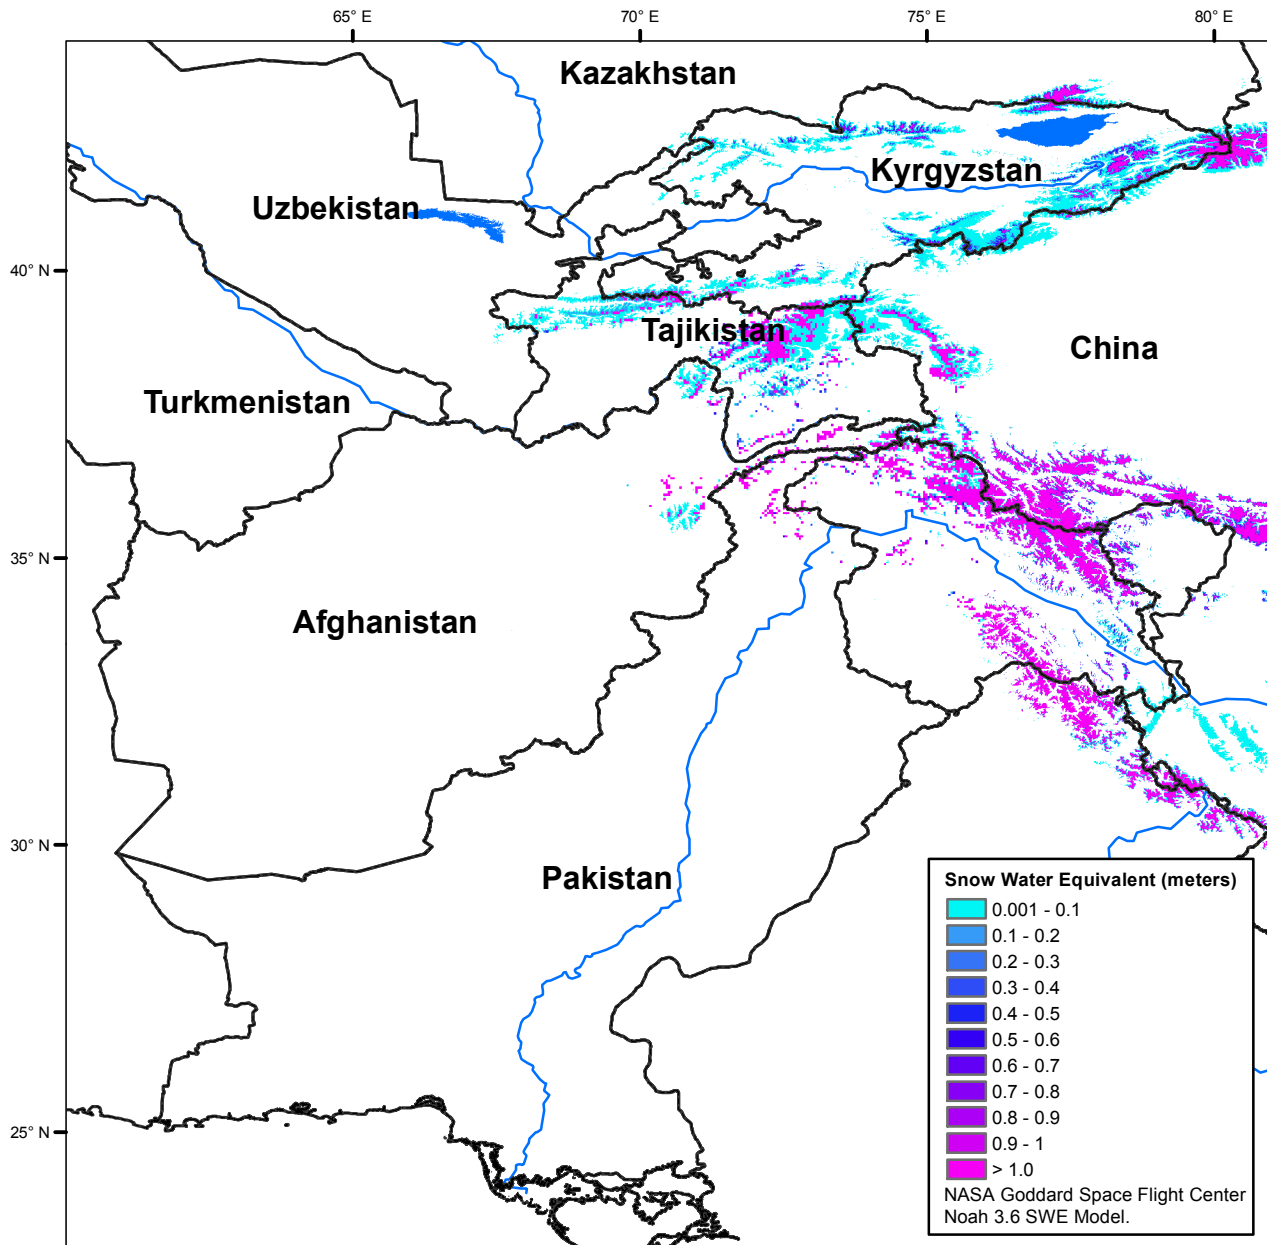 65° E 70° E 75° E 80° E
Kazakhstan
Kyrgyzstan
Uzbekistan
40° N
Tajikistan
China
Turkmenistan
35° N
Afghanistan
30° N
Pakistan
Snow Water Equivalent (meters)
0.001 - 0.1
0.1 - 0.2
0.2 - 0.3
0.3 - 0.4
0.4 - 0.5
0.5 - 0.6
0.6 - 0.7
0.7 - 0.8
0.8 - 0.9
0.9 - 1
> 1.0
NASA Goddard Space Flight Center
Noah 3.6 SWE Model.
25° N